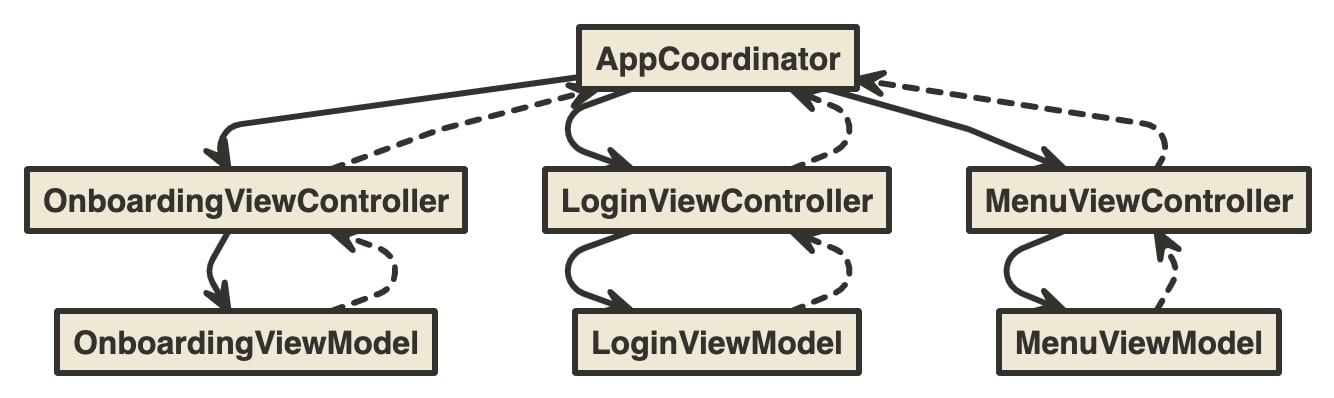 AppCoordinator
OnboardingViewController
LoginViewController
MenuViewController
OnboardingViewModel
LoginViewModel
MenuViewModel